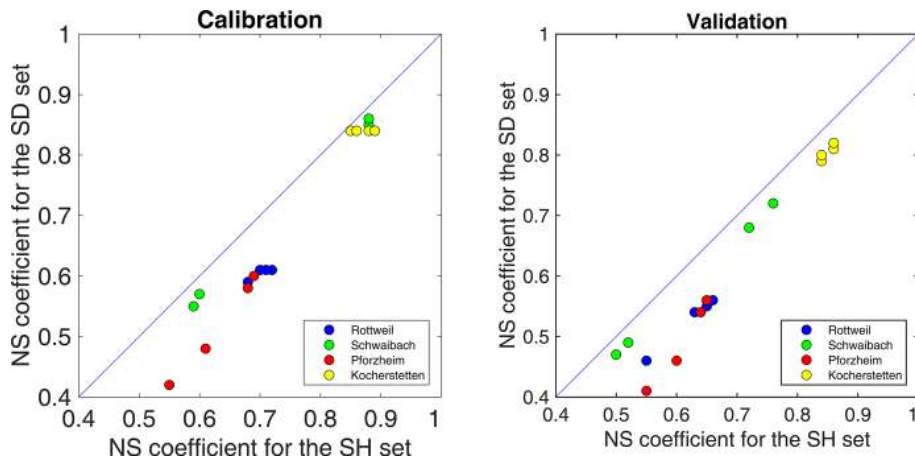 Calibration
NS coefficient for the SD set
1
0.9
0.8
0.7
0.6
0.5
0.4
0.4 0.5 0.6 0.7 0.8 0.9 1
NS coefficient for the SH set
Rottweil
Schwaibach
Pforzheim
Kocherstetten
Validation
NS coefficient for the SD set
1
0.9
0.8
0.7
0.6
0.5
0.4
0.4 0.5 0.6 0.7 0.8 0.9 1
NS coefficient for the SH set
Rottweil
Schwaibach
Pforzheim
Kocherstetten